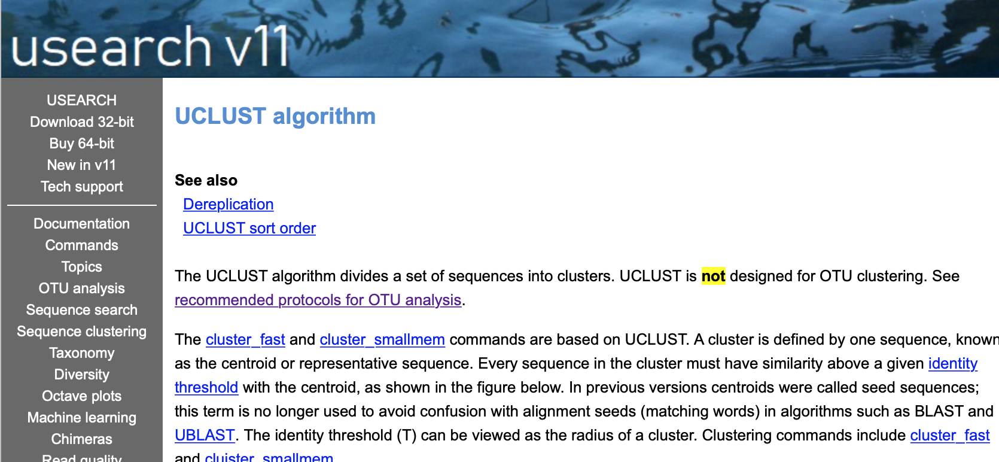 usearch v11
USEARCH
Download 32-bit
Buy 64-bit
New in v11
Tech support
Documentation
Commands
Topics
OTU analysis
Sequence search
Sequence clustering
Taxonomy
Diversity
Octave plots
Machine learning
Chimeras
Read quality
UCLUST algorithm
See also
Dereplication
UCLUST sort order
The UCLUST algorithm divides a set of sequences into clusters. UCLUST is not designed for OTU clustering. See
recommended protocols for OTU analysis.
The cluster_fast and cluster_smallmem commands are based on UCLUST. A cluster is defined by one sequence, known
as the centroid or representative sequence. Every sequence in the cluster must have similarity above a given identity
threshold with the centroid, as shown in the figure below. In previous versions centroids were called seed sequences;
this term is no longer used to avoid confusion with alignment seeds (matching words) in algorithms such as BLAST and
UBLAST. The identity threshold (T) can be viewed as the radius of a cluster. Clustering commands include cluster_fast
and cluister_smallmem